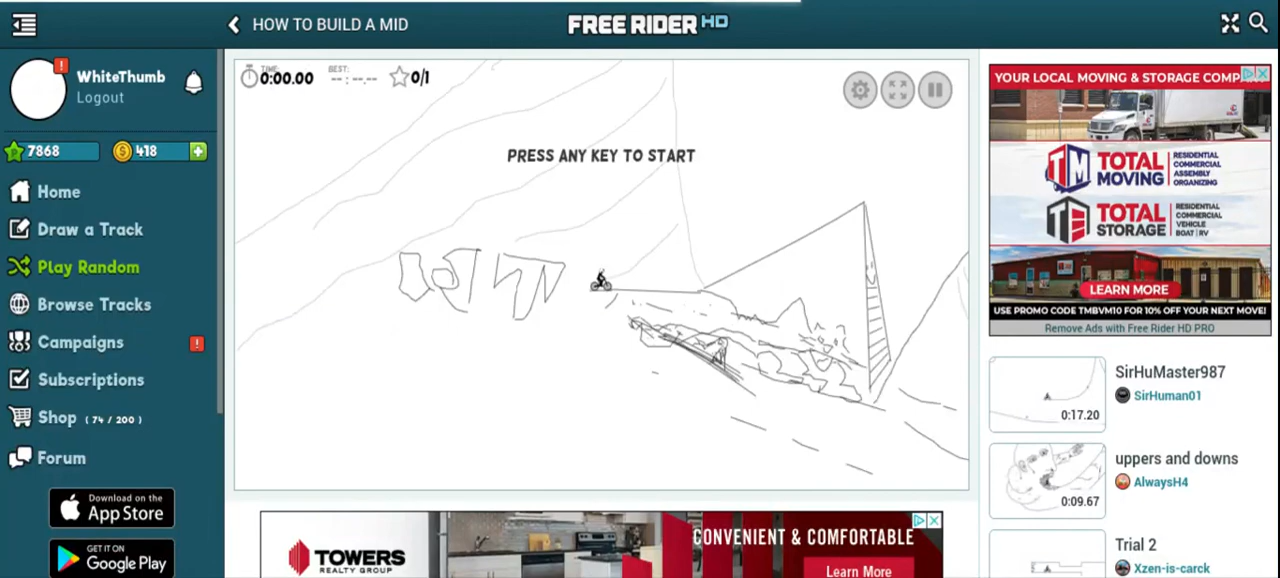 HOW TO BUILD A MID
FREE RIDER HD
WhiteThumb
Logout
7868
418
Home
Draw a Track
Play Random
Browse Tracks
Campaigns
Subscriptions
Shop ( 74 / 200 )
Forum
Download on the
App Store
GET IT ON
Google Play
TIME:
0:00.00
BEST:
-- : --.--
0/1
PRESS ANY KEY TO START
YOUR LOCAL MOVING & STORAGE COMP
TM TOTAL MOVING
RESIDENTIAL
COMMERCIAL
ASSEMBLY
ORGANIZING
TS TOTAL STORAGE
RESIDENTIAL
COMMERCIAL
VEHICLE
BOAT | RV
LEARN MORE
USE PROMO CODE TMBVM10 FOR 10% OFF YOUR NEXT MOVE!
Remove Ads with Free Rider HD PRO
SirHuMaster987
SirHuman01
0:17.20
uppers and downs
AlwaysH4
0:09.67
Trial 2
Xzen-is-carck
TOWERS
REALTY GROUP
CONVENIENT & COMFORTABLE
Learn More